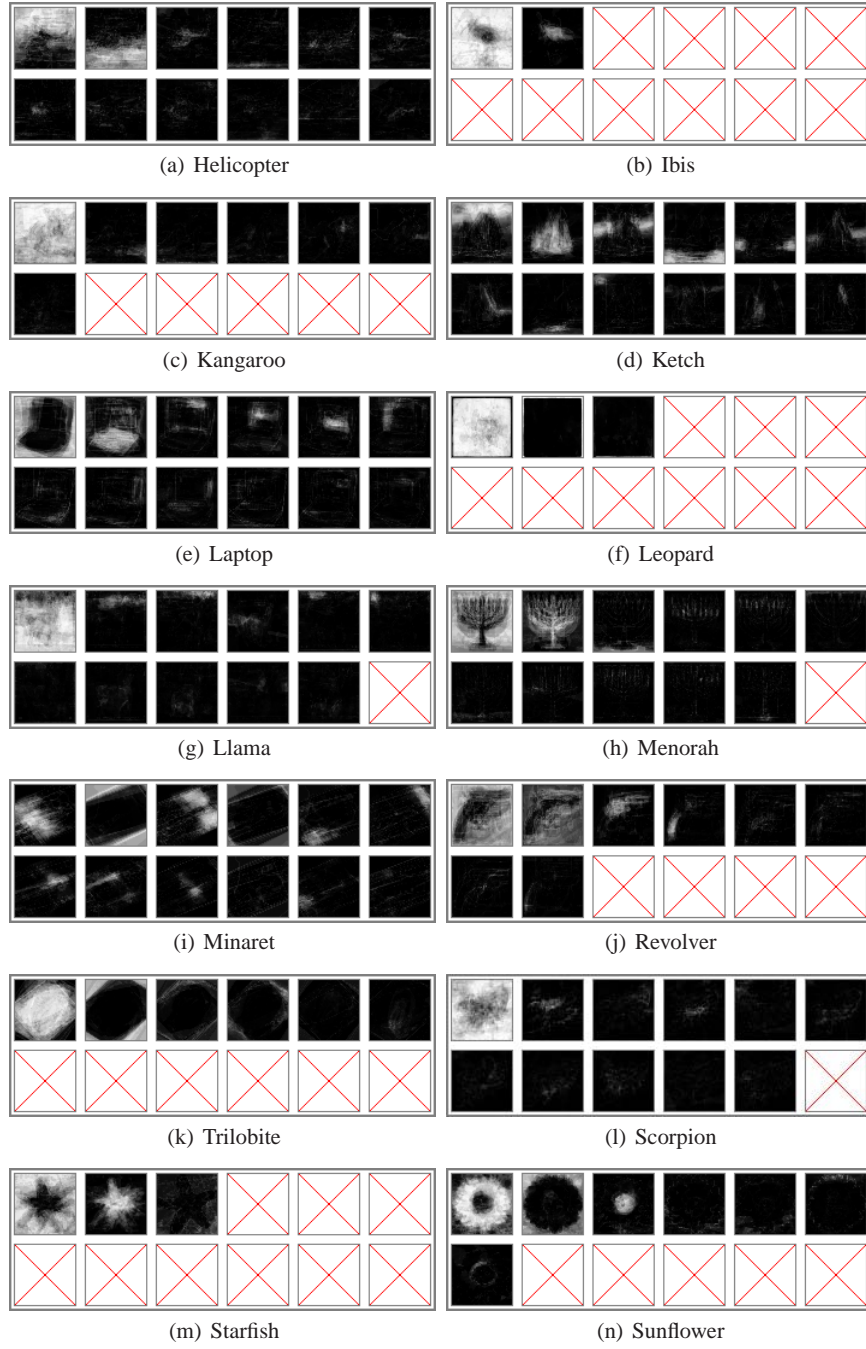 (a) Helicopter
(b) Ibis
(c) Kangaroo
(d) Ketch
(e) Laptop
(f) Leopard
(g) Llama
(h) Menorah
(i) Minaret
(j) Revolver
(k) Trilobite
(l) Scorpion
(m) Starfish
(n) Sunflower